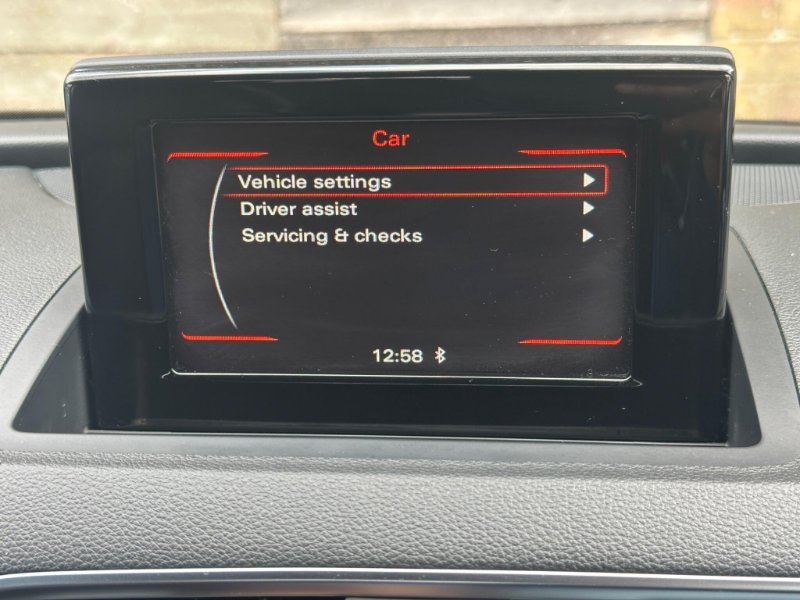 Car
Vehicle settings
Driver assist
Servicing & checks
12:58